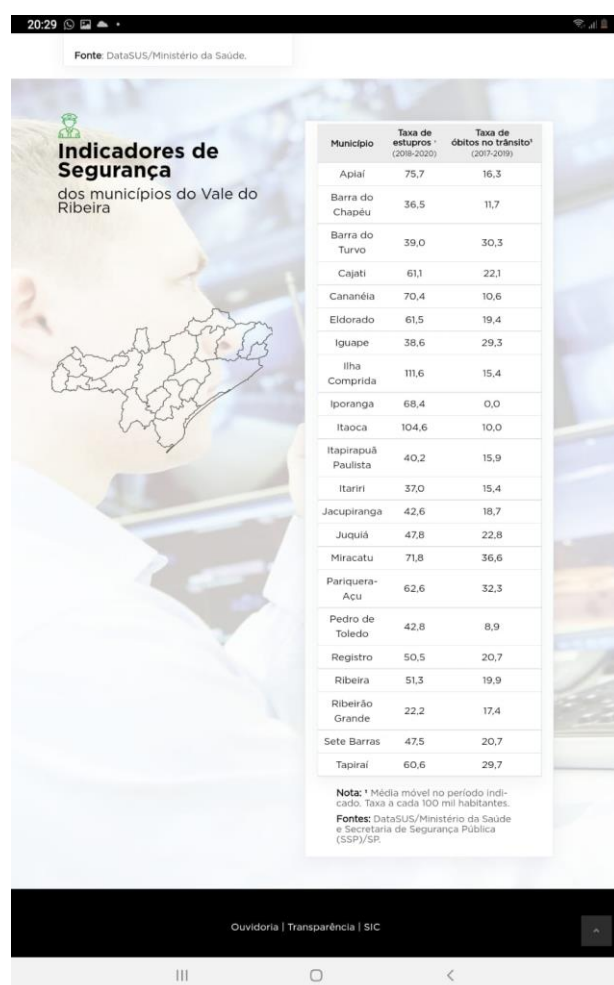 20:29
Fonte: DataSUS/Ministério da Saúde.
Indicadores de
Segurança
dos municípios do Vale do
Ribeira
Município Taxa de estupros ¹ (2018-2020) Taxa de óbitos no trânsito¹ (2017-2019)
Apiaí 75,7 16,3
Barra do Chapéu 36,5 11,7
Barra do Turvo 39,0 30,3
Cajati 61,1 22,1
Cananéia 70,4 10,6
Eldorado 61,5 19,4
Iguape 38,6 29,3
Ilha Comprida 111,6 15,4
Iporanga 68,4 0,0
Itaoca 104,6 10,0
Itapirapuã Paulista 40,2 15,9
Itariri 37,0 15,4
Jacupiranga 42,6 18,7
Juquiá 47,8 22,8
Miracatu 71,8 36,6
Pariquera-Açu 62,6 32,3
Pedro de Toledo 42,8 8,9
Registro 50,5 20,7
Ribeira 51,3 19,9
Ribeirão Grande 22,2 17,4
Sete Barras 47,5 20,7
Tapiraí 60,6 29,7
Nota: ¹ Média móvel no período indi-
cado. Taxa a cada 100 mil habitantes.
Fontes: DataSUS/Ministério da Saúde
e Secretaria de Segurança Pública
(SSP)/SP.
Ouvidoria | Transparência | SIC